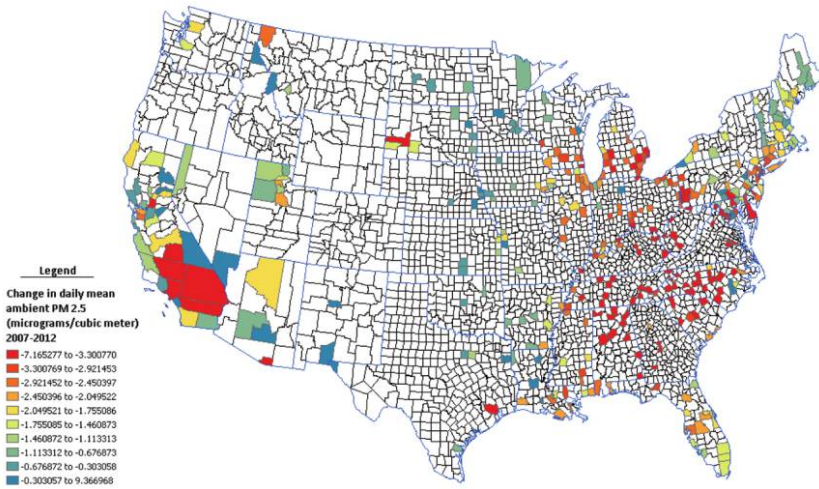 Legend
Change in daily mean
ambient PM 2.5
(micrograms/cubic meter)
2007-2012
-7.165277 to -3.300770
-3.300769 to -2.921453
-2.921452 to -2.450397
-2.450396 to -2.049522
-2.049521 to -1.755086
-1.755085 to -1.460873
-1.460872 to -1.113313
-1.113312 to -0.676873
-0.676872 to -0.303058
-0.303057 to 9.366968